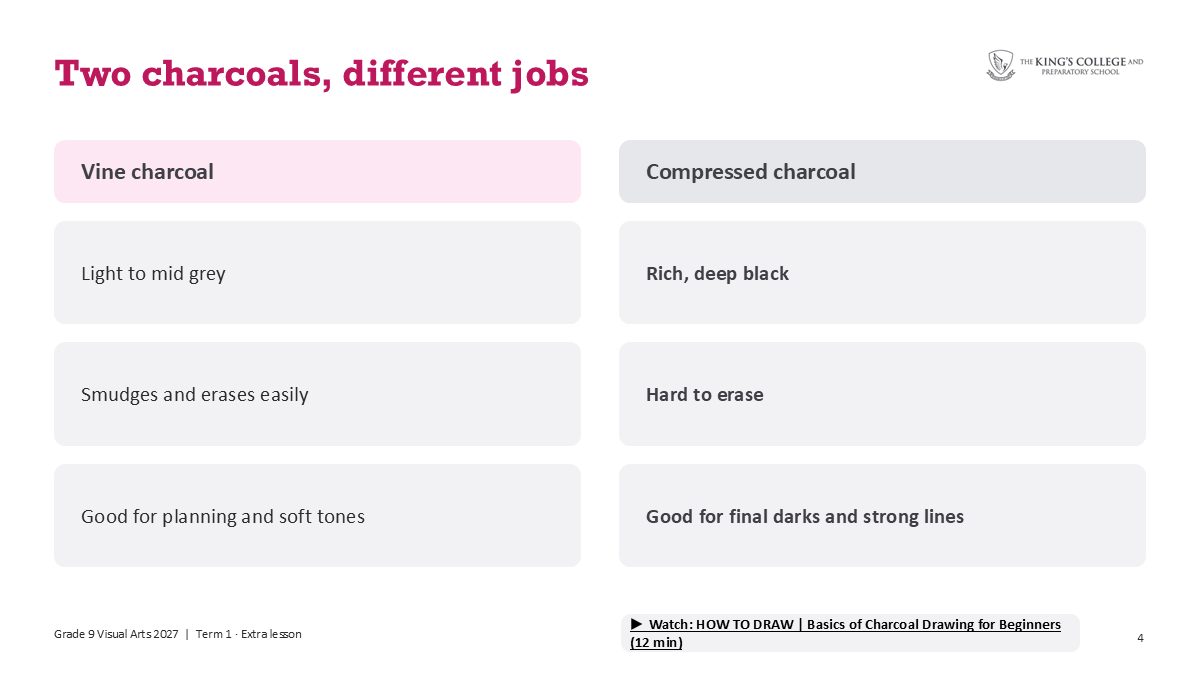 Two charcoals, different jobs
THE KING'S COLLEGE AND
PREPARATORY SCHOOL
Vine charcoal
Compressed charcoal
Light to mid grey
Rich, deep black
Smudges and erases easily
Hard to erase
Good for planning and soft tones
Good for final darks and strong lines
Grade 9 Visual Arts 2027 | Term 1 · Extra lesson
▶ Watch: HOW TO DRAW | Basics of Charcoal Drawing for Beginners
(12 min)
4